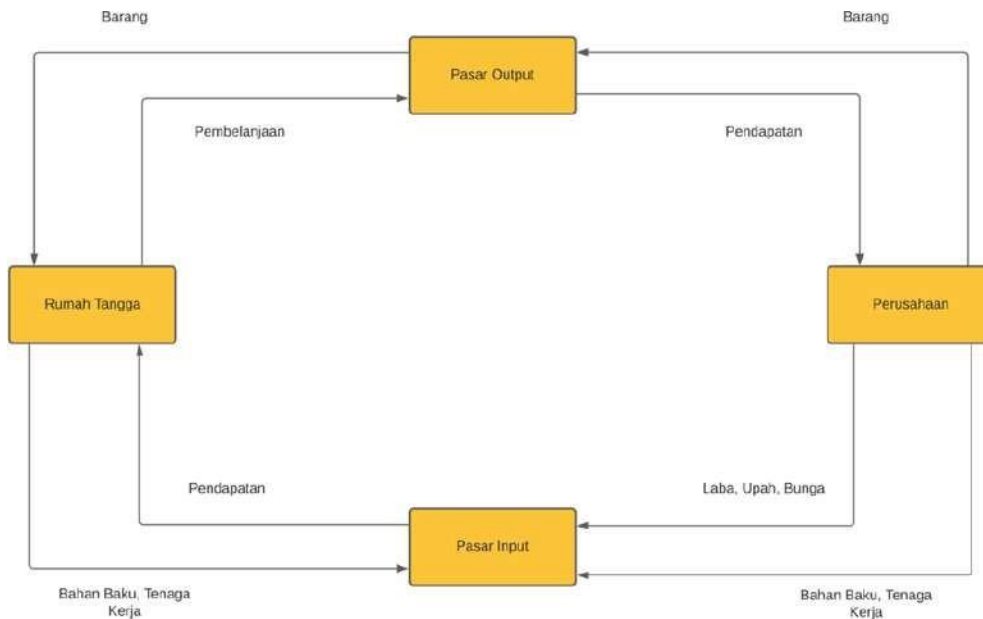 Barang
Barang
Pasar Output
Pembelanjaan
Pendapatan
Rumah Tangga
Perusahaan
Pendapatan
Laba, Upah, Bunga
Pasar Input
Bahan Baku, Tenaga
Kerja
Bahan Baku, Tenaga
Kerja